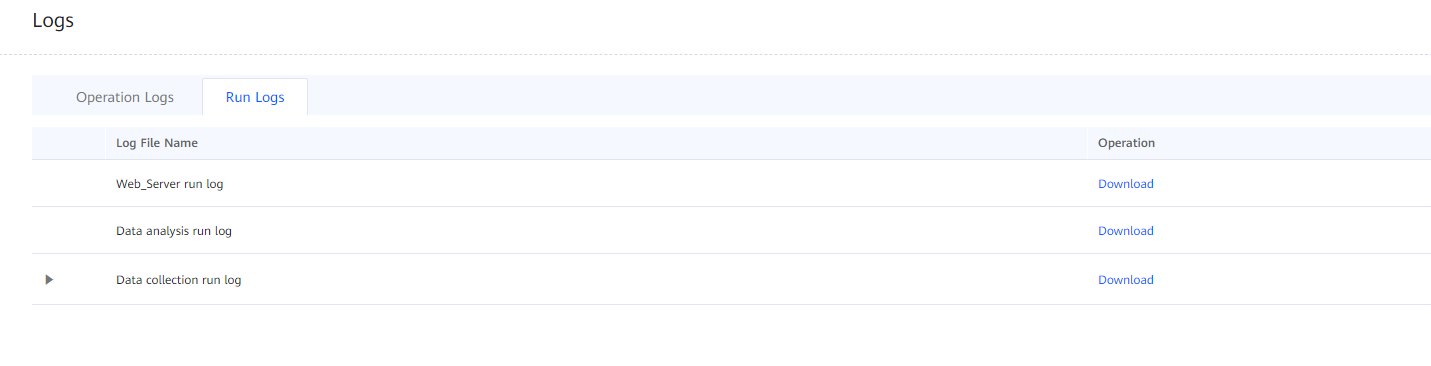 Logs
Operation Logs Run Logs
Log File Name Operation
Web_Server run log Download
Data analysis run log Download
Data collection run log Download